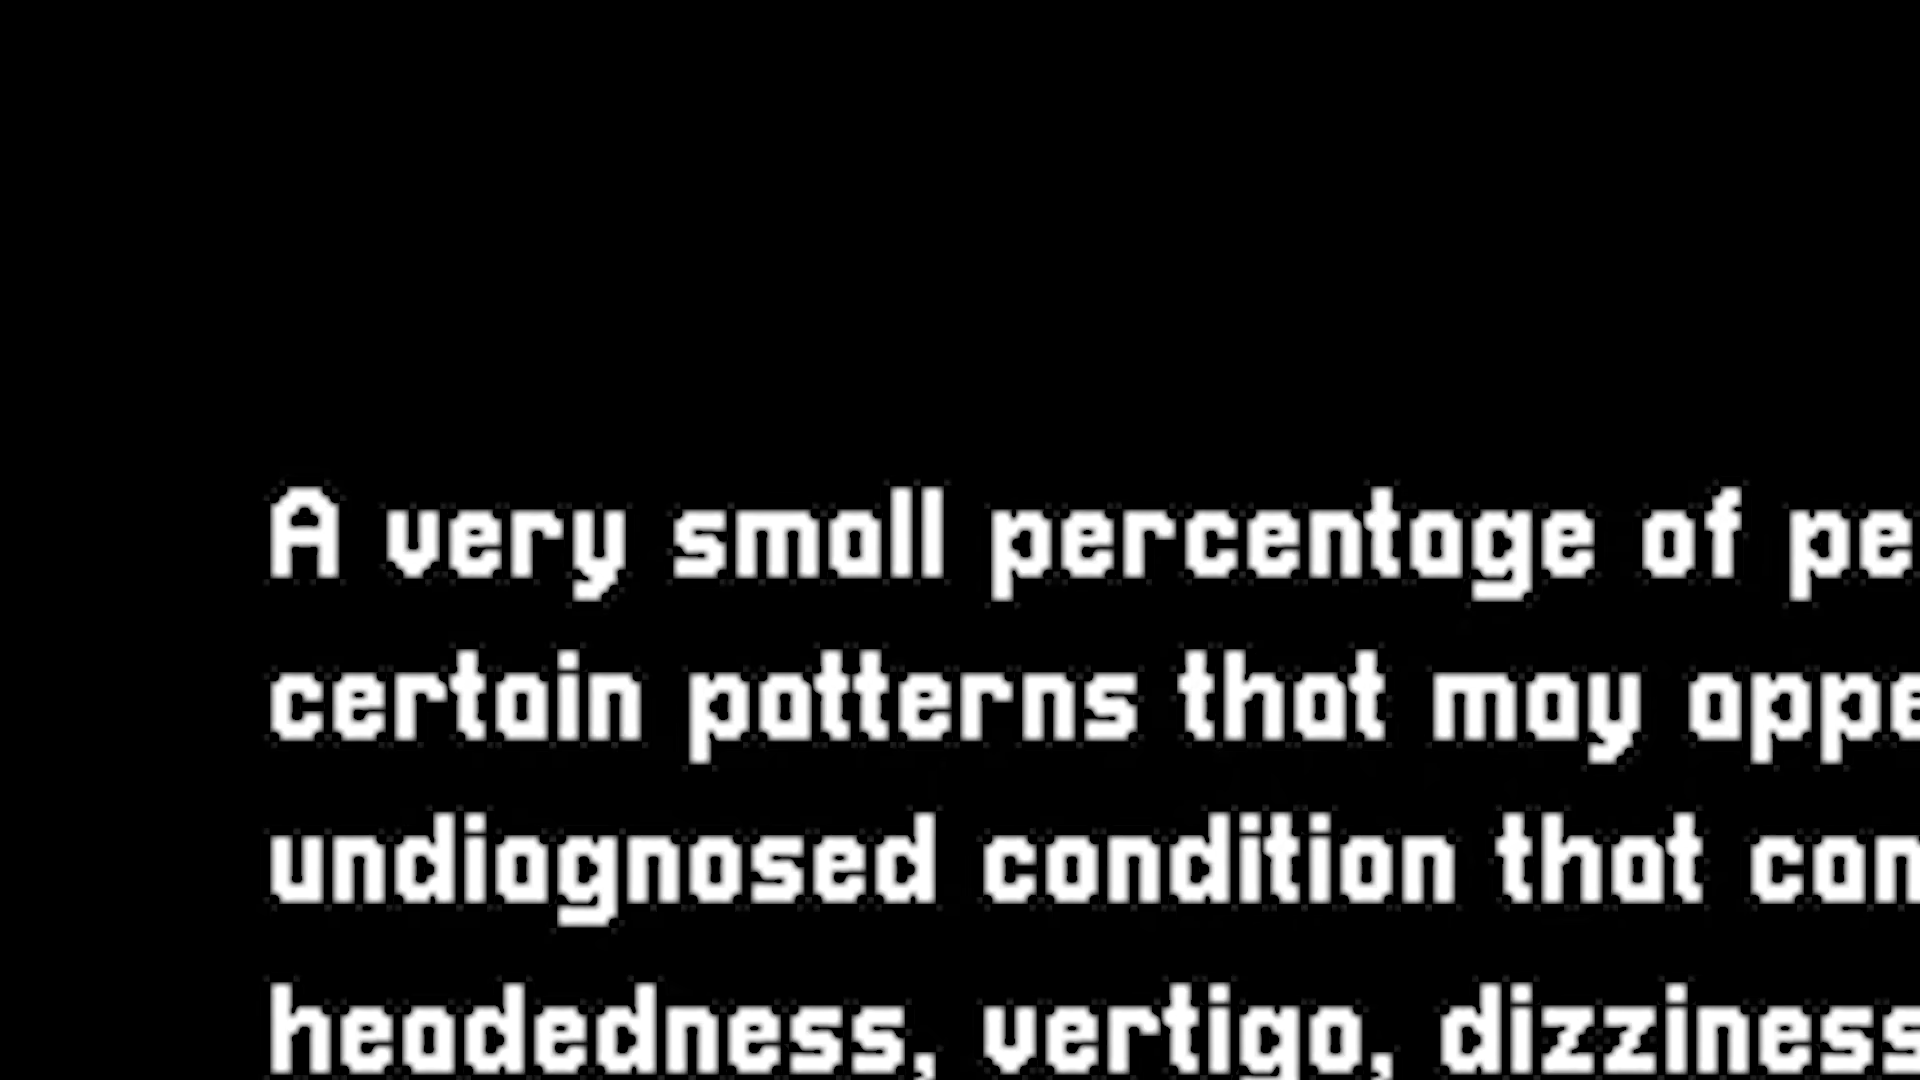 A very small percentage of pe
certain patterns that may appe
undiagnosed condition that can
headedness, vertigo, dizziness